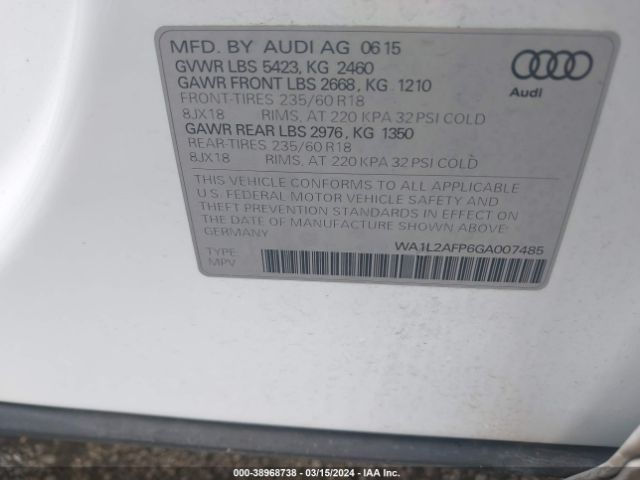 MFD. BY AUDI AG 0615
GVWR LBS 5423, KG 2460
GAWR FRONT LBS 2668, KG 1210
FRONT-TIRES 235/60 R18
8JX18 RIMS, AT 220 KPA 32 PSI COLD
GAWR REAR LBS 2976, KG 1350
REAR-TIRES 235/60 R18
8JX18 RIMS, AT 220 KPA 32 PSI COLD
Audi
THIS VEHICLE CONFORMS TO ALL APPLICABLE
U.S. FEDERAL MOTOR VEHICLE SAFETY AND
THEFT PREVENTION STANDARDS IN EFFECT ON
THE DATE OF MANUFACTURE SHOWN ABOVE.
GERMANY
WA1L2AFP6GA007485
TYPE:
MPV
000-38968738 - 03/15/2024 - IAA Inc.